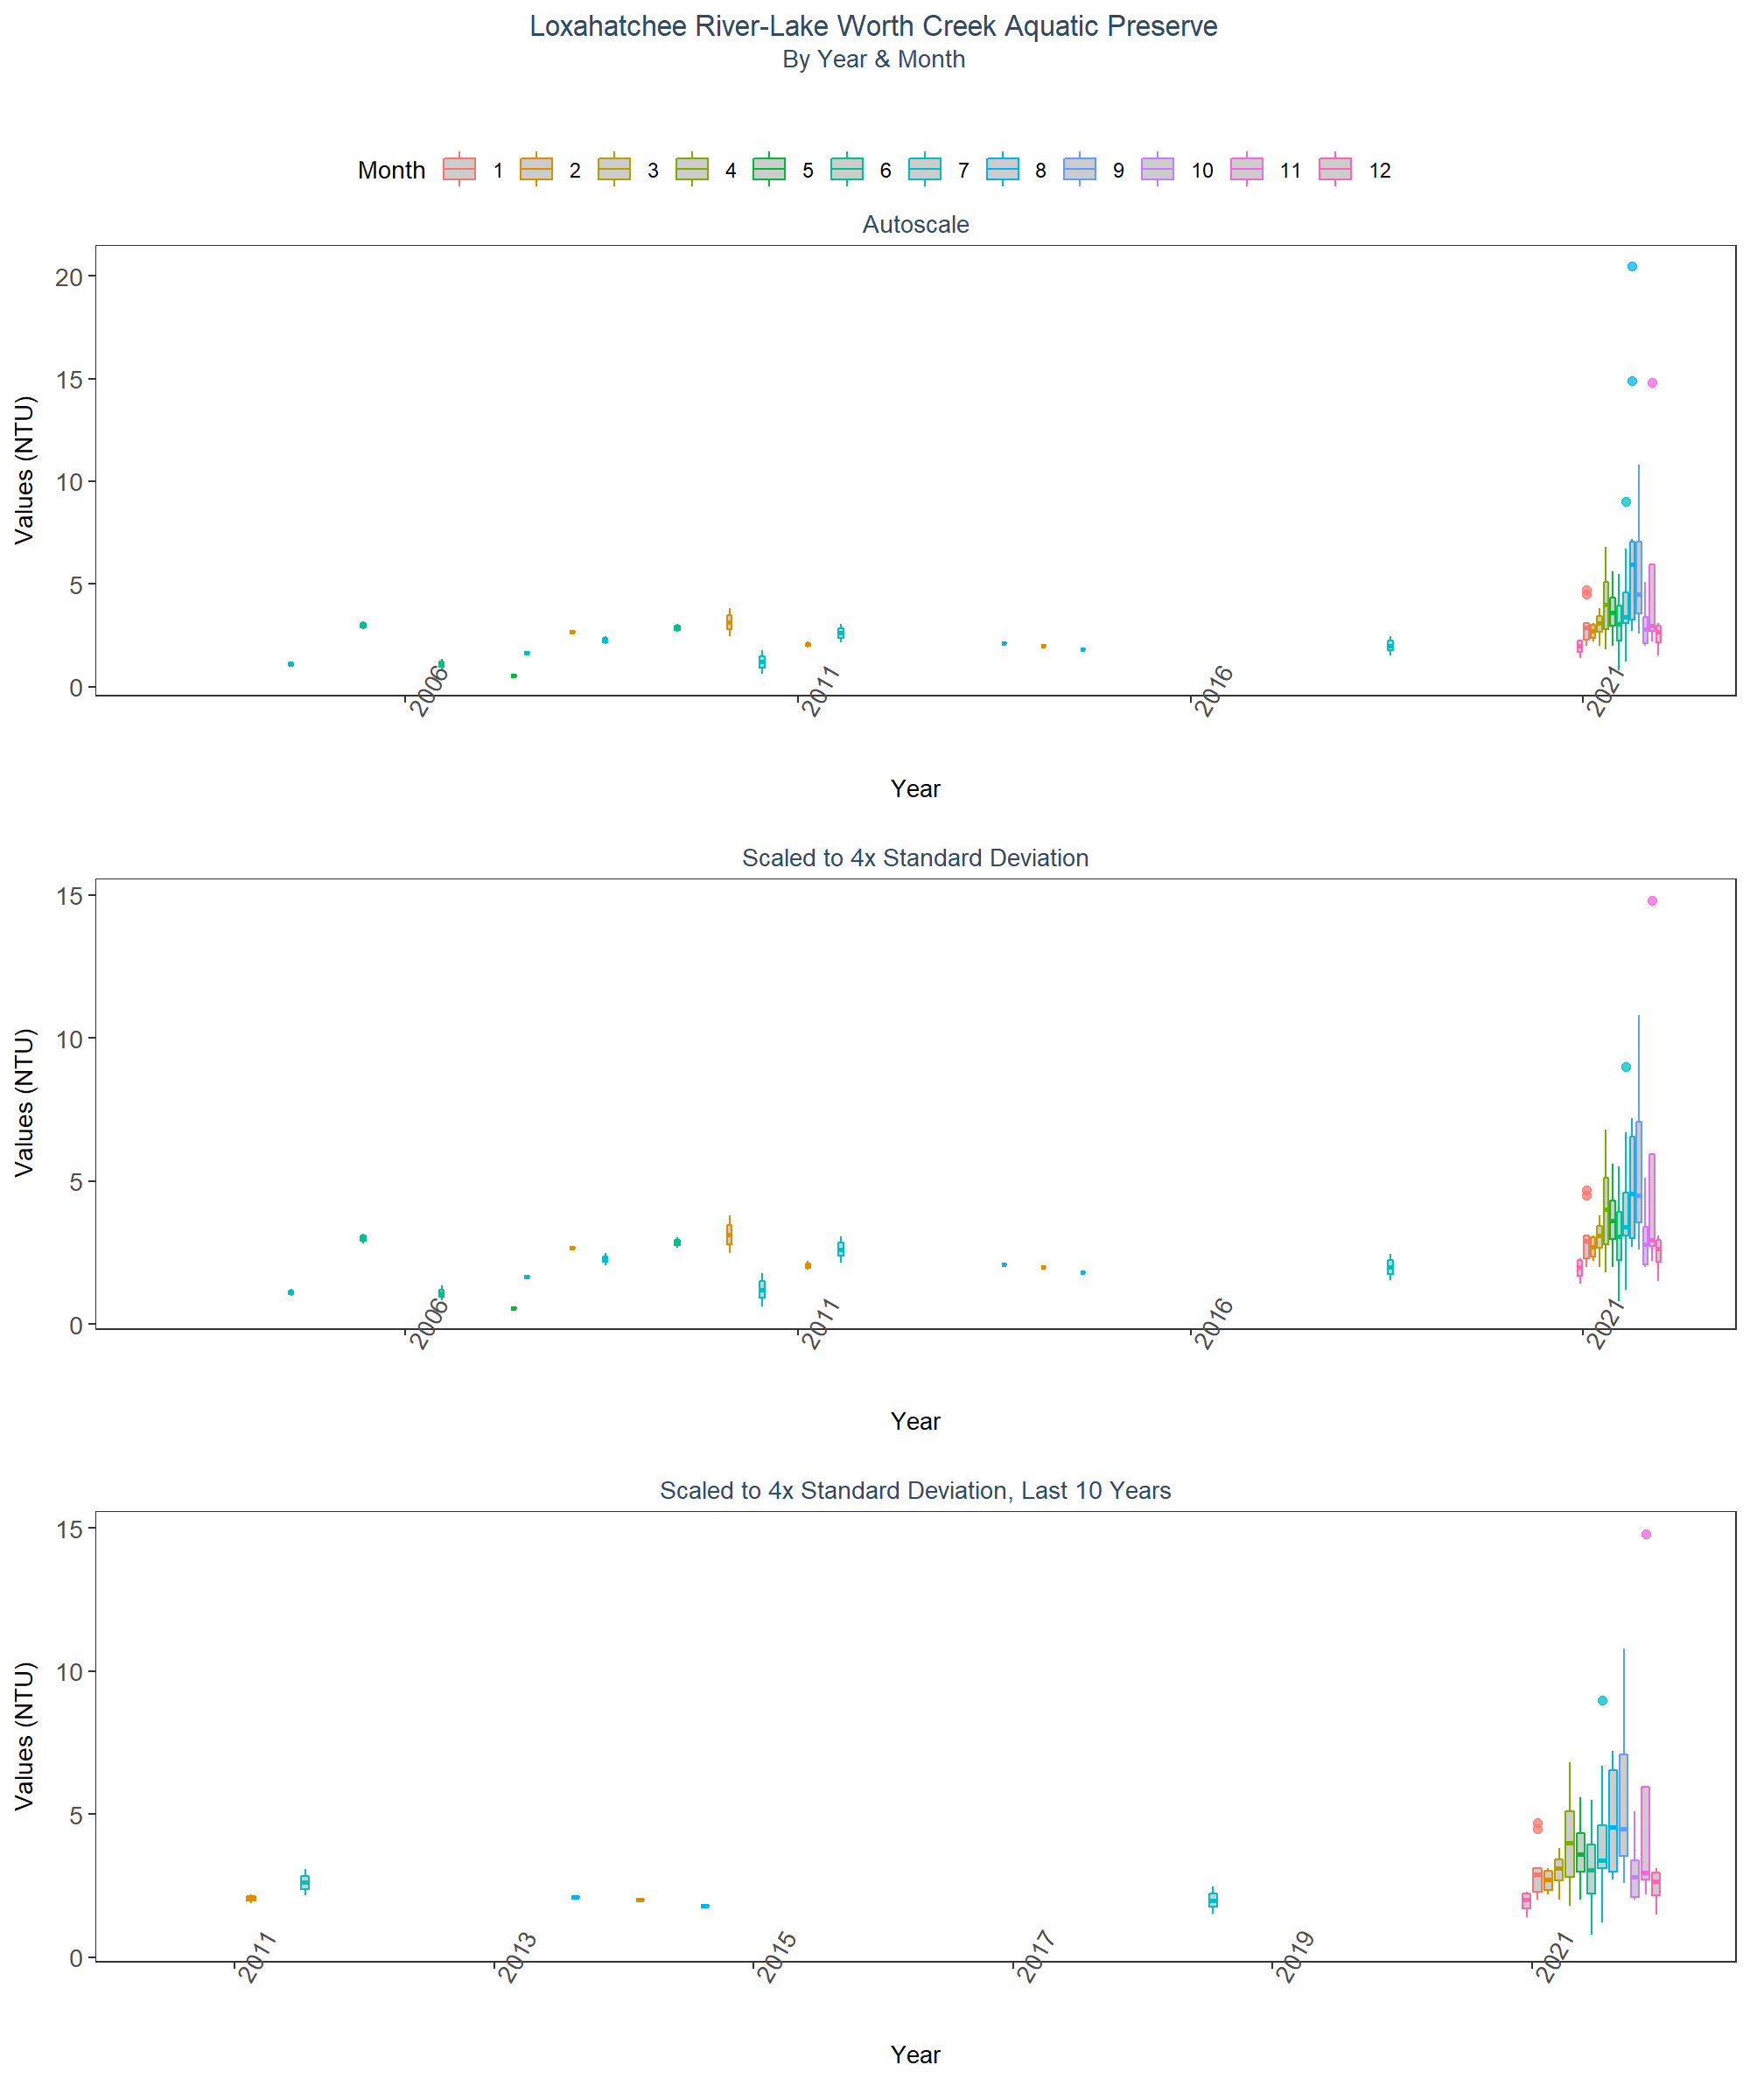 Loxahatchee River-Lake Worth Creek Aquatic Preserve
By Year & Month
Month 1 2 3 4 5 6 7 8 9 10 11 12
Autoscale
Values (NTU)
20
15
10
5
0
2006 2011 2016 2021
Year
Scaled to 4x Standard Deviation
Values (NTU)
15
10
5
0
2006 2011 2016 2021
Year
Scaled to 4x Standard Deviation, Last 10 Years
Values (NTU)
15
10
5
0
2011 2013 2015 2017 2019 2021
Year